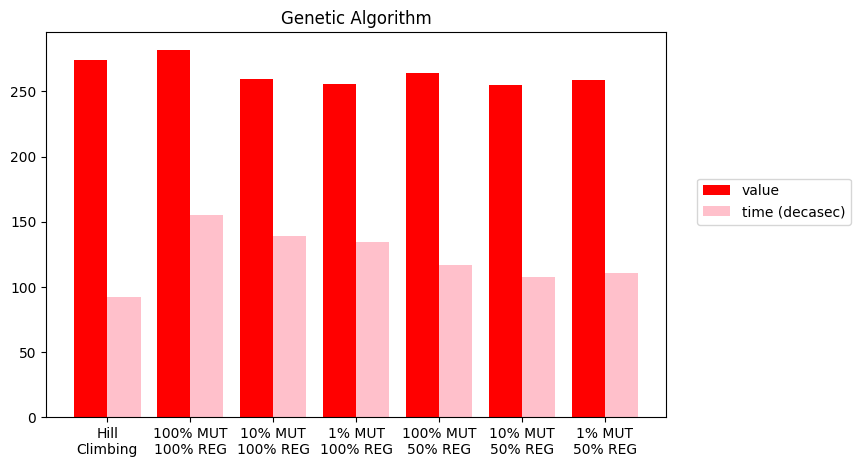 Genetic Algorithm
250
200
150
100
50
0
Hill
Climbing
100% MUT
100% REG
10% MUT
100% REG
1% MUT
100% REG
100% MUT
50% REG
10% MUT
50% REG
1% MUT
50% REG
value
time (decasec)